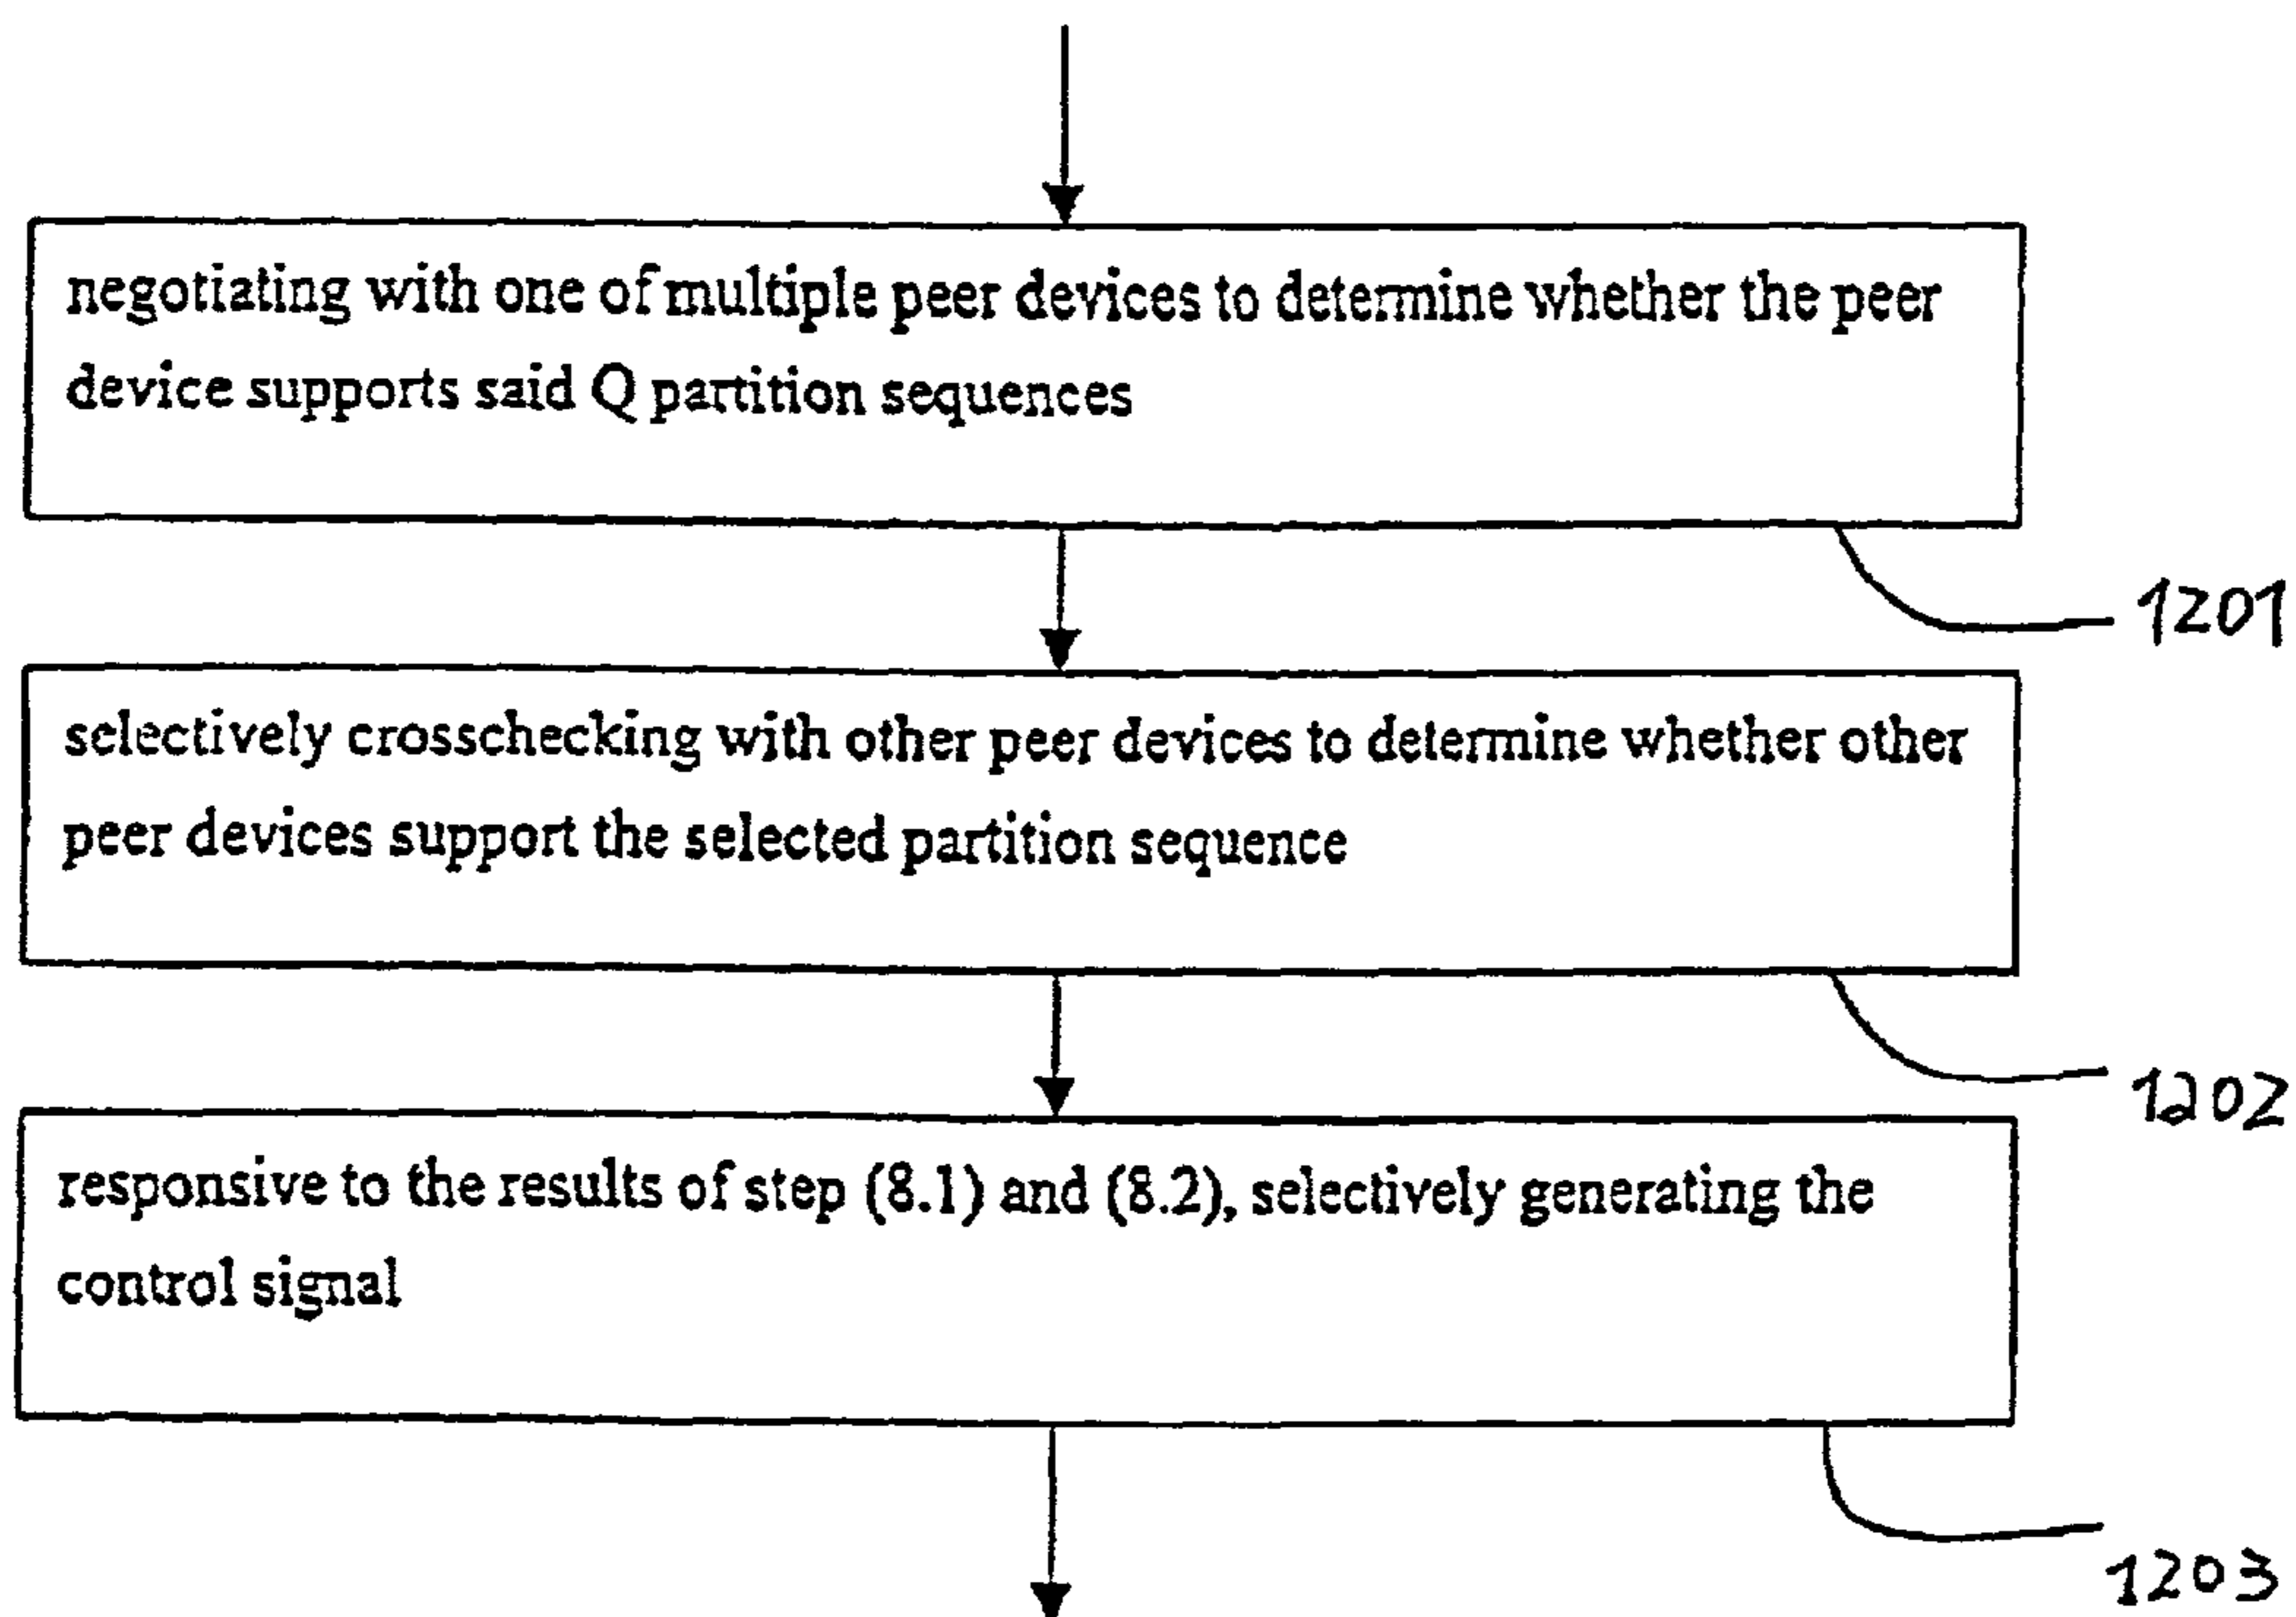 negotiating with one of multiple peer devices to determine whether the peer
device supports said Q partition sequences
1201
selectively crosschecking with other peer devices to determine whether other
peer devices support the selected partition sequence
1202
responsive to the results of step (8.1) and (8.2), selectively generating the
control signal
1203